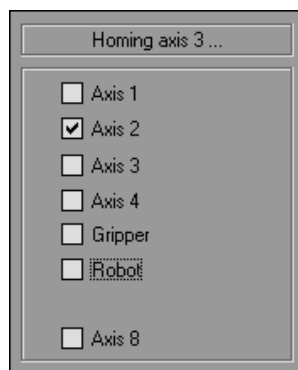 Homing axis 3 ...
Axis 1
Axis 2
Axis 3
Axis 4
Gripper
Robot
Axis 8